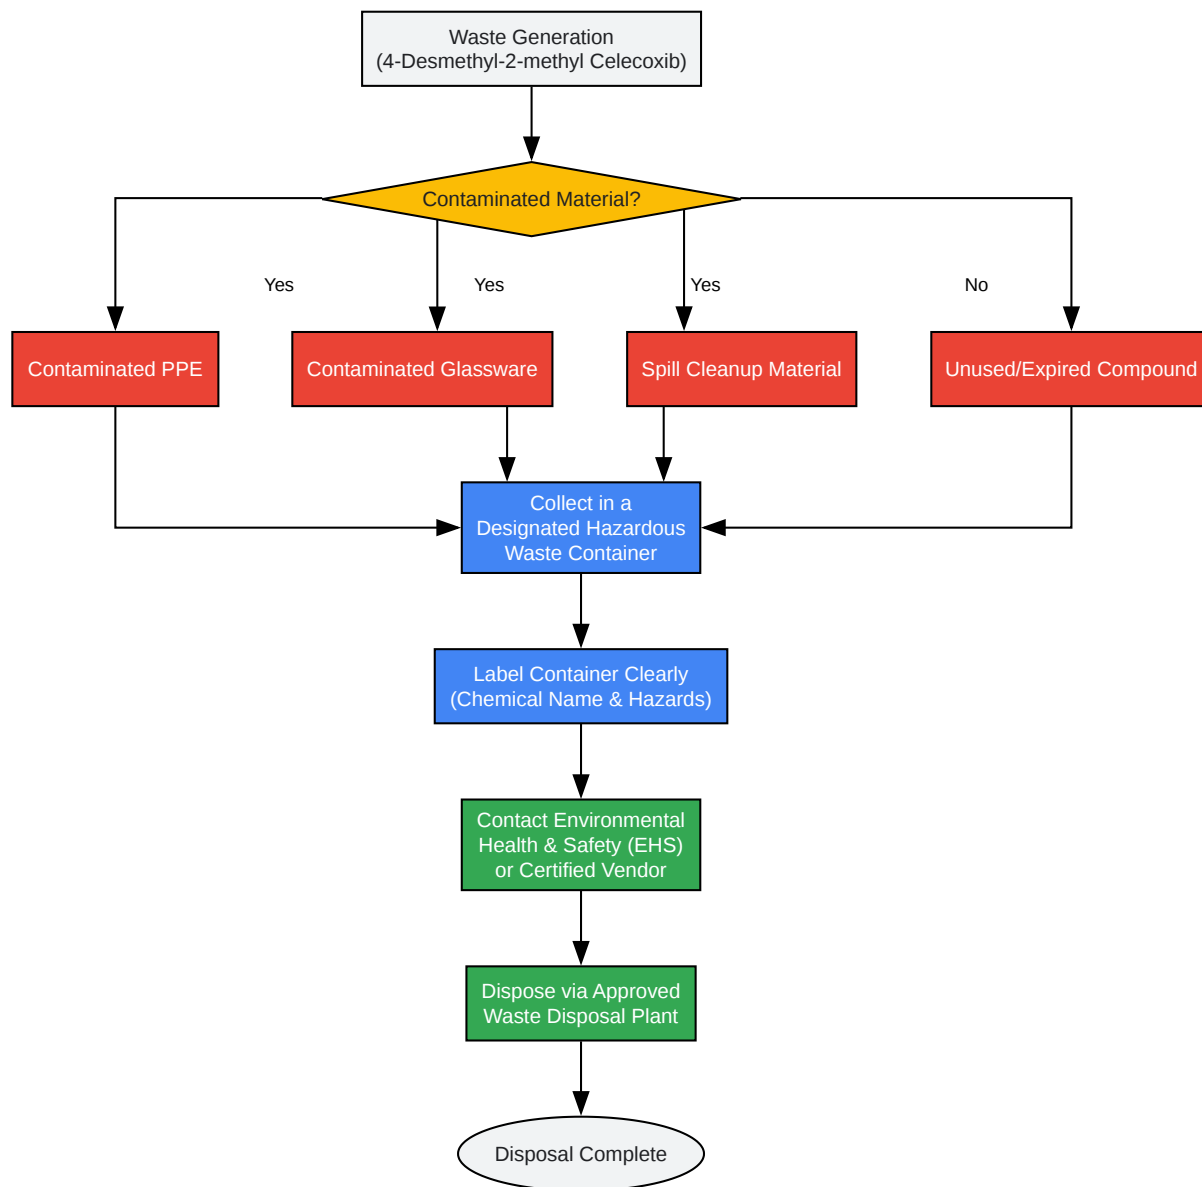 Waste Generation
(4-Desmethyl-2-methyl Celecoxib)
Contaminated Material?
Yes
Yes
Yes
No
Contaminated PPE
Contaminated Glassware
Spill Cleanup Material
Unused/Expired Compound
Collect in a
Designated Hazardous
Waste Container
Label Container Clearly
(Chemical Name & Hazards)
Contact Environmental
Health & Safety (EHS)
or Certified Vendor
Dispose via Approved
Waste Disposal Plant
Disposal Complete